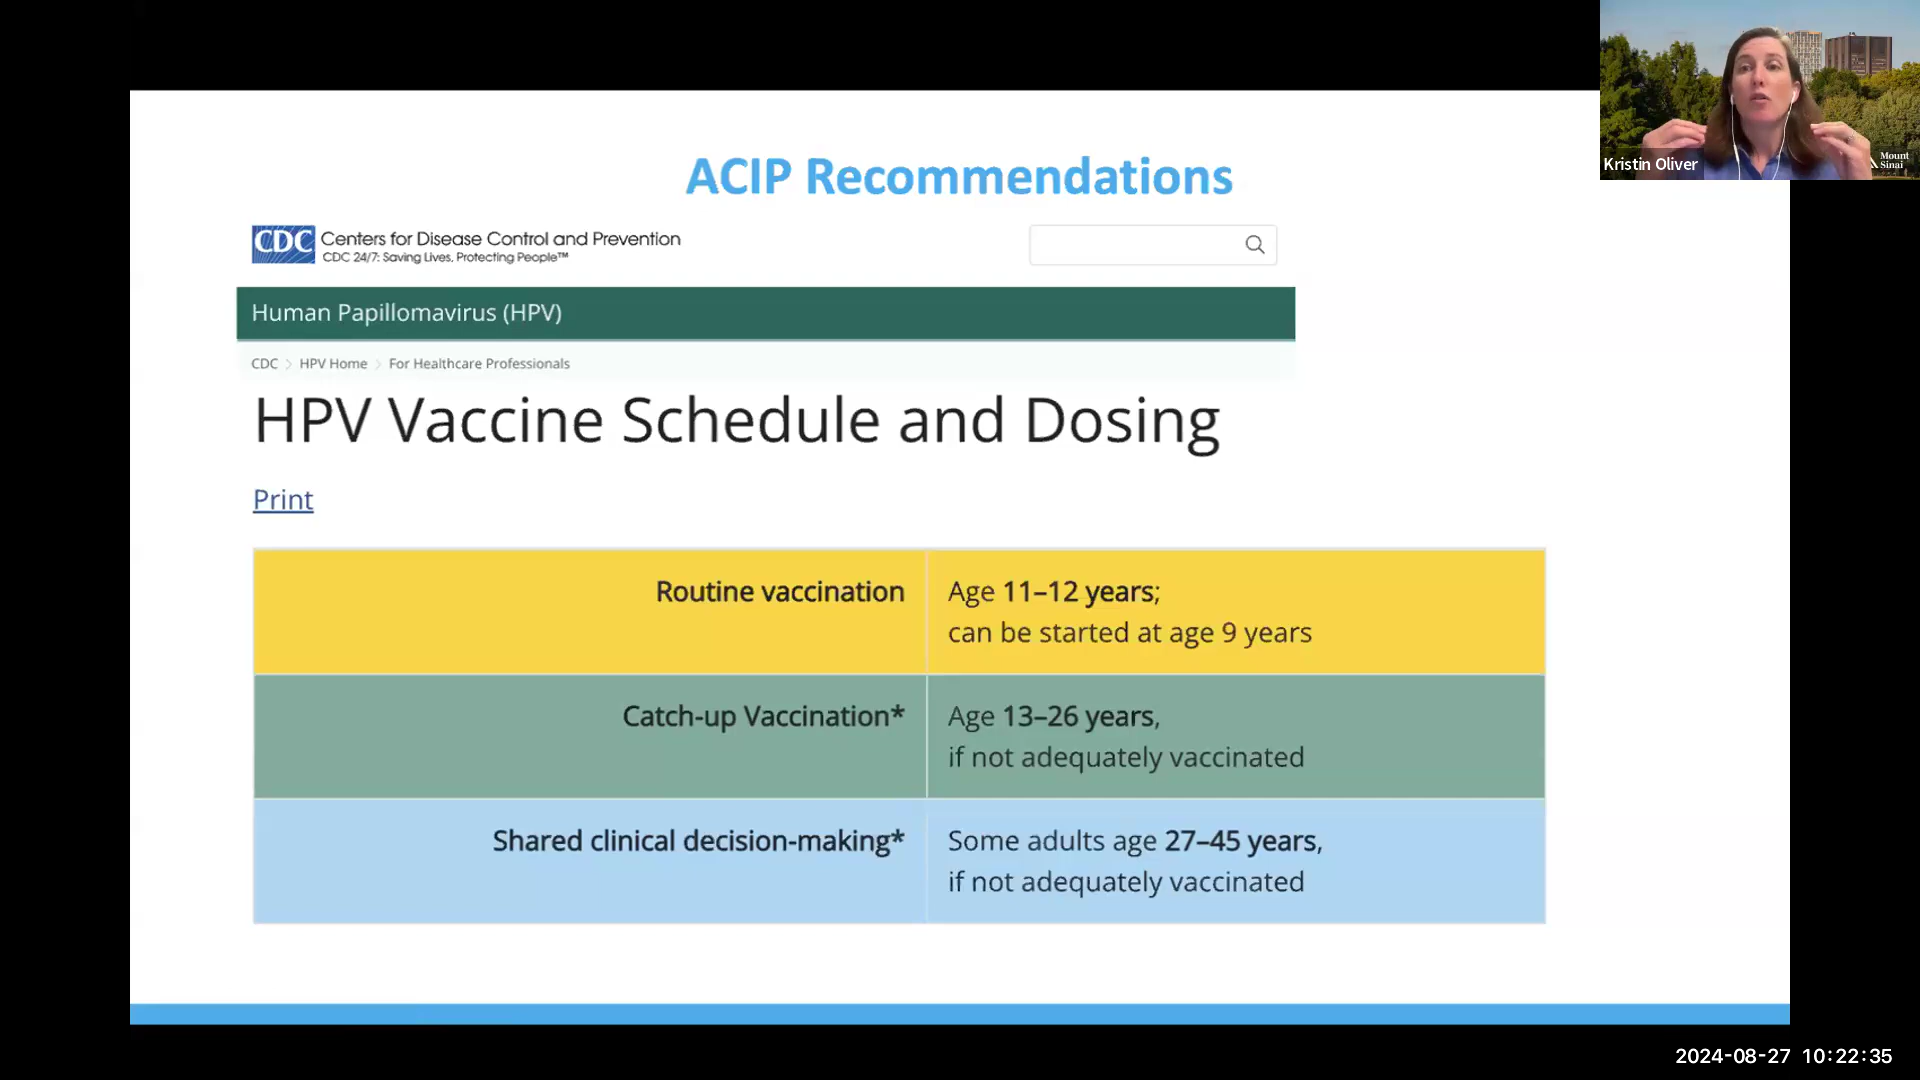 ACIP Recommendations
CDC Centers for Disease Control and Prevention
CDC 24/7: Saving Lives, Protecting People™
Human Papillomavirus (HPV)
CDC > HPV Home > For Healthcare Professionals
HPV Vaccine Schedule and Dosing
Print
Routine vaccination
Age 11–12 years;
can be started at age 9 years
Catch-up Vaccination*
Age 13–26 years,
if not adequately vaccinated
Shared clinical decision-making*
Some adults age 27–45 years,
if not adequately vaccinated
Kristin Oliver
Mount
Sinai
2024-08-27 10:22:35